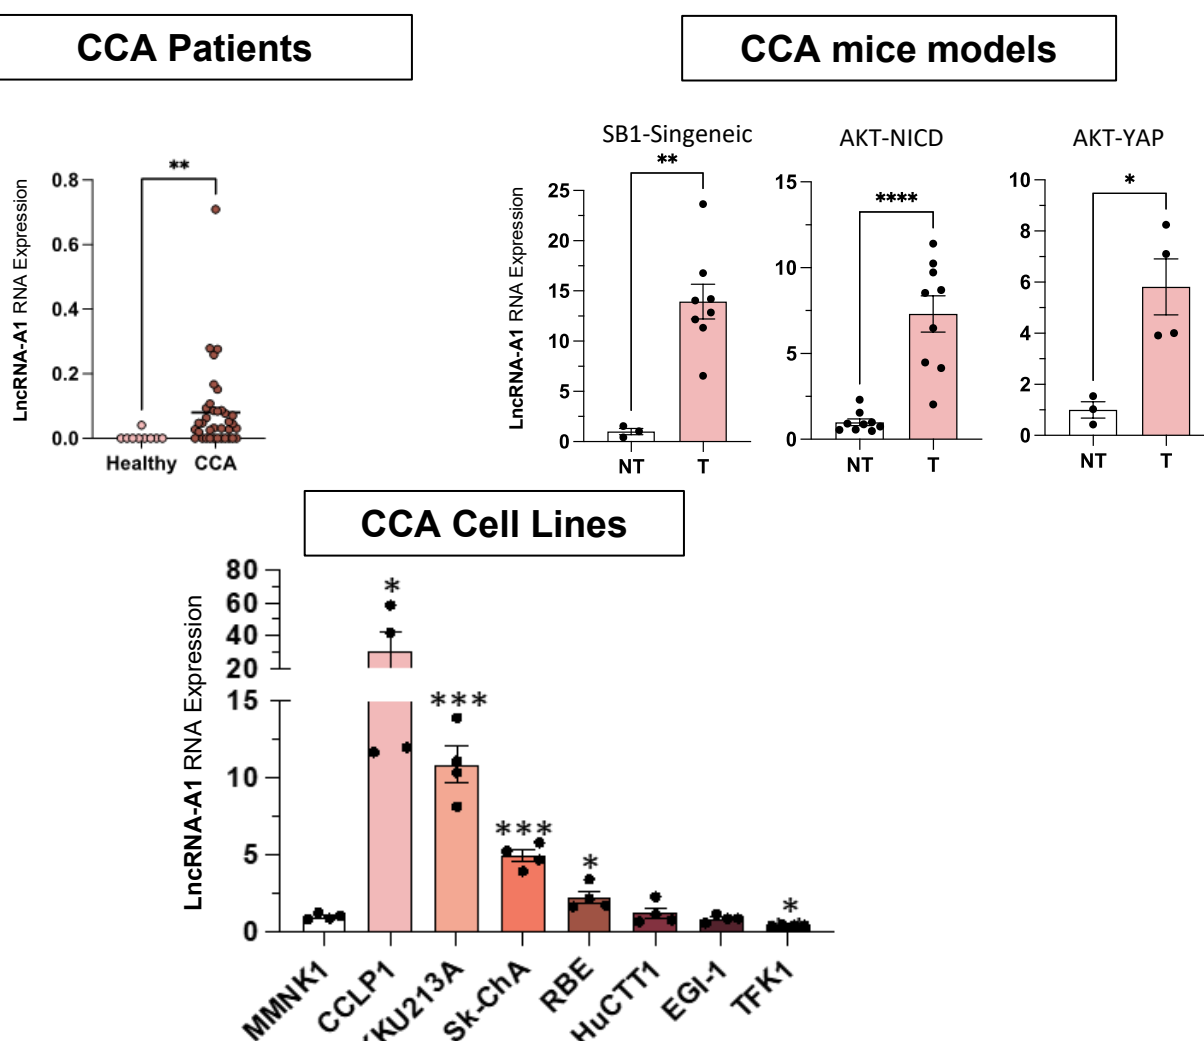 CCA Patients
CCA mice models
SB1-Singeneic
AKT-NICD
AKT-YAP
**
**
****
*
LncRNA-A1 RNA Expression
0.8
0.6
0.4
0.2
0.0
Healthy CCA
LncRNA-A1 RNA Expression
25
20
15
10
5
0
NT T
15
10
5
0
NT T
10
8
6
4
2
0
NT T
CCA Cell Lines
LncRNA-A1 RNA Expression
80
60
40
20
15
10
5
0
*
***
***
*
*
MMNK1
CCLP1
KKU213A
Sk-ChA
RBE
HuCTT1
EGI-1
TFK1